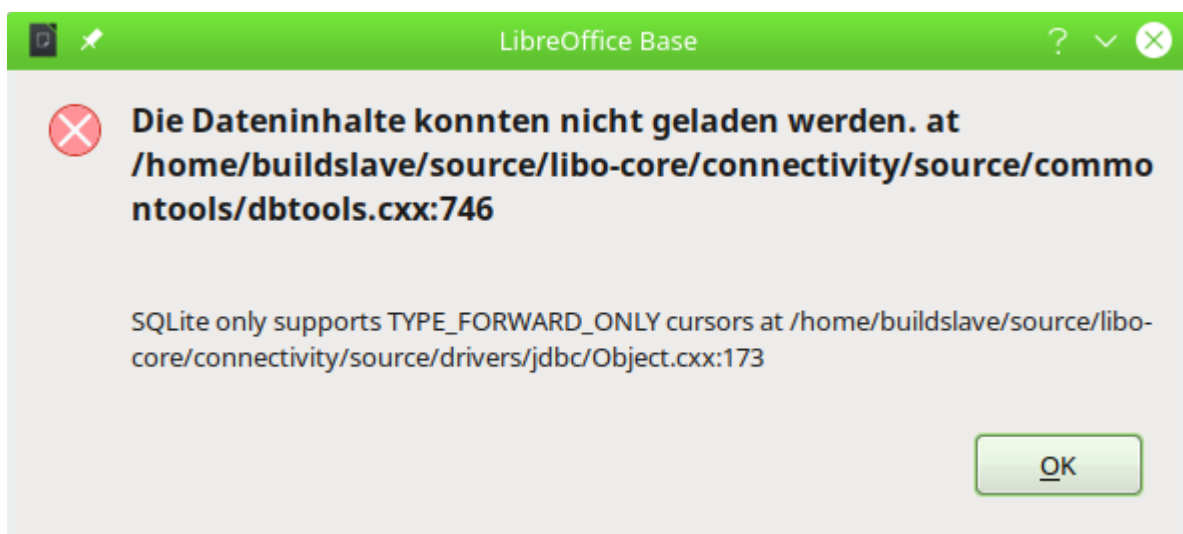 LibreOffice Base
Die Dateninhalte konnten nicht geladen werden. at
/home/buildslave/source/libo-core/connectivity/source/commo
ntools/dbtools.cxx:746
SQLite only supports TYPE_FORWARD_ONLY cursors at /home/buildslave/source/libo-
core/connectivity/source/drivers/jdbc/Object.cxx:173
OK